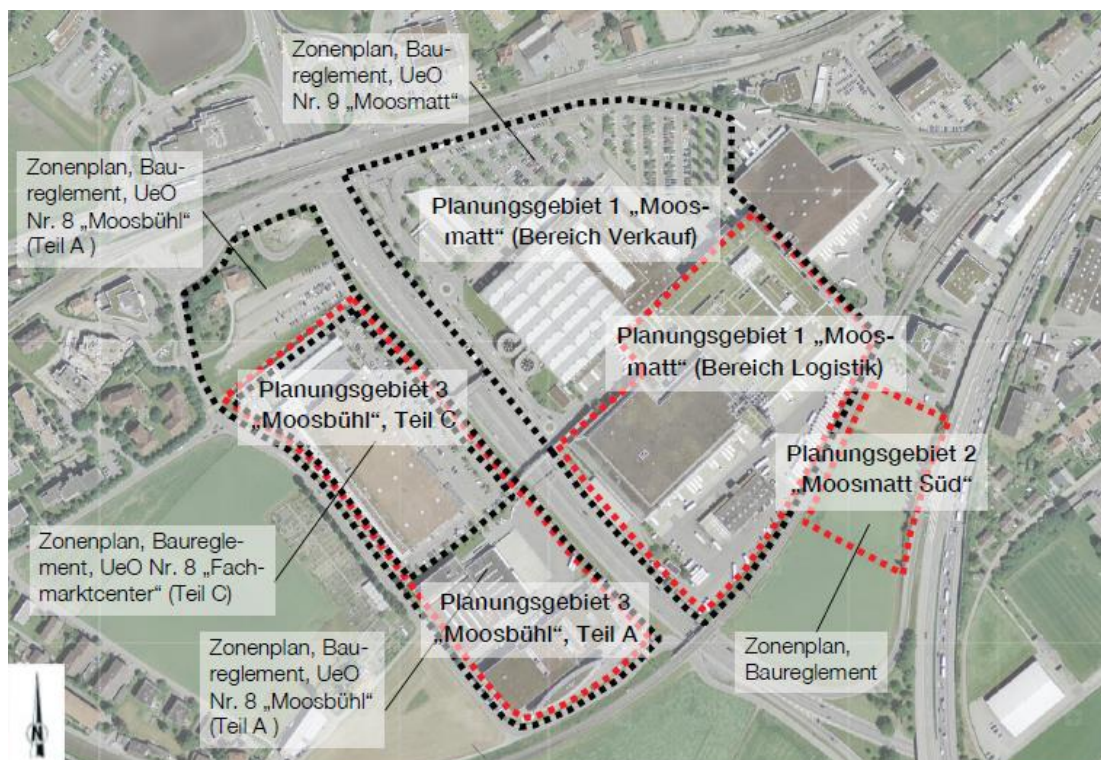 Zonenplan, Bau-
reglement, UeO
Nr. 9 „Moosmatt“
Zonenplan, Bau-
reglement, UeO
Nr. 8 „Moosbühl“
(Teil A )
Planungsgebiet 1 „Moos-
matt“ (Bereich Verkauf)
Planungsgebiet 1 „Moos-
matt“ (Bereich Logistik)
Planungsgebiet 3
„Moosbühl“, Teil C
Planungsgebiet 2
„Moosmatt Süd“
Zonenplan, Baureglе-
ment, UeO Nr. 8 „Fach-
marktcenter“ (Teil C)
Planungsgebiet 3
„Moosbühl“, Teil A
Zonenplan, Bau-
reglement, UeO
Nr. 8 „Moosbühl“
(Teil A )
Zonenplan,
Baureglement
N